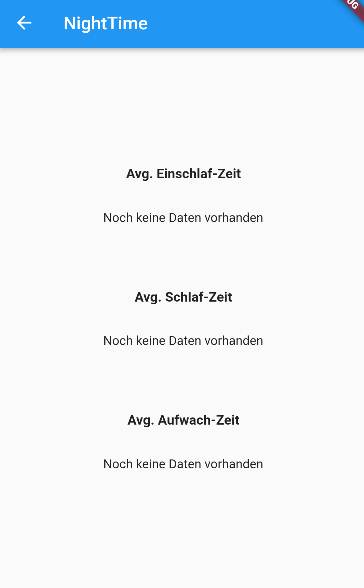 NightTime
UG
Avg. Einschlaf-Zeit
Noch keine Daten vorhanden
Avg. Schlaf-Zeit
Noch keine Daten vorhanden
Avg. Aufwach-Zeit
Noch keine Daten vorhanden